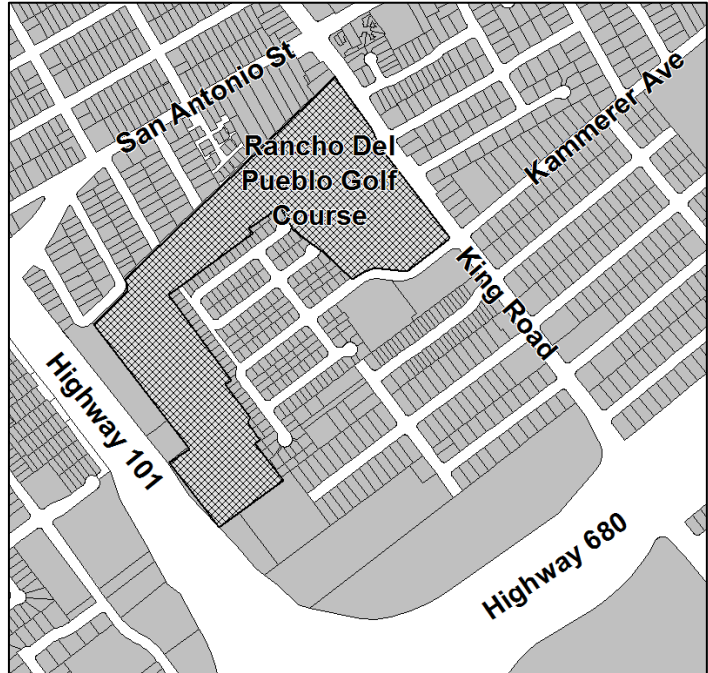 San Antonio St
Kammerer Ave
Rancho Del
Pueblo Golf
Course
King Road
Highway 101
Highway 680